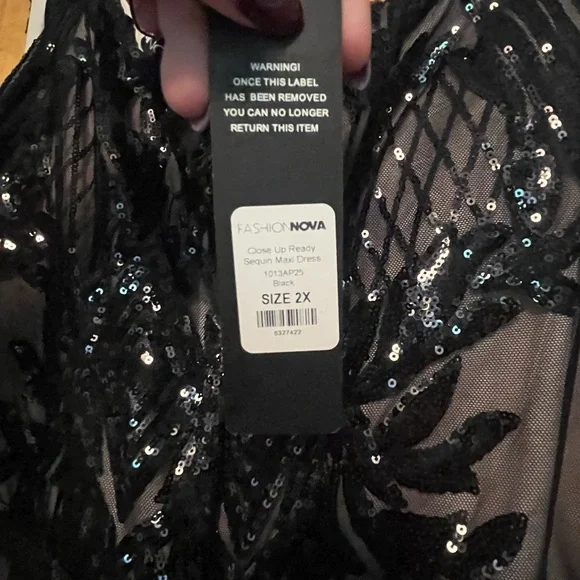 WARNING!
ONCE THIS LABEL
HAS BEEN REMOVED
YOU CAN NO LONGER
RETURN THIS ITEM
FASHIONNOVA
Close Up Ready
Sequin Maxi Dress
1013AP25
Black
SIZE 2X
6327422